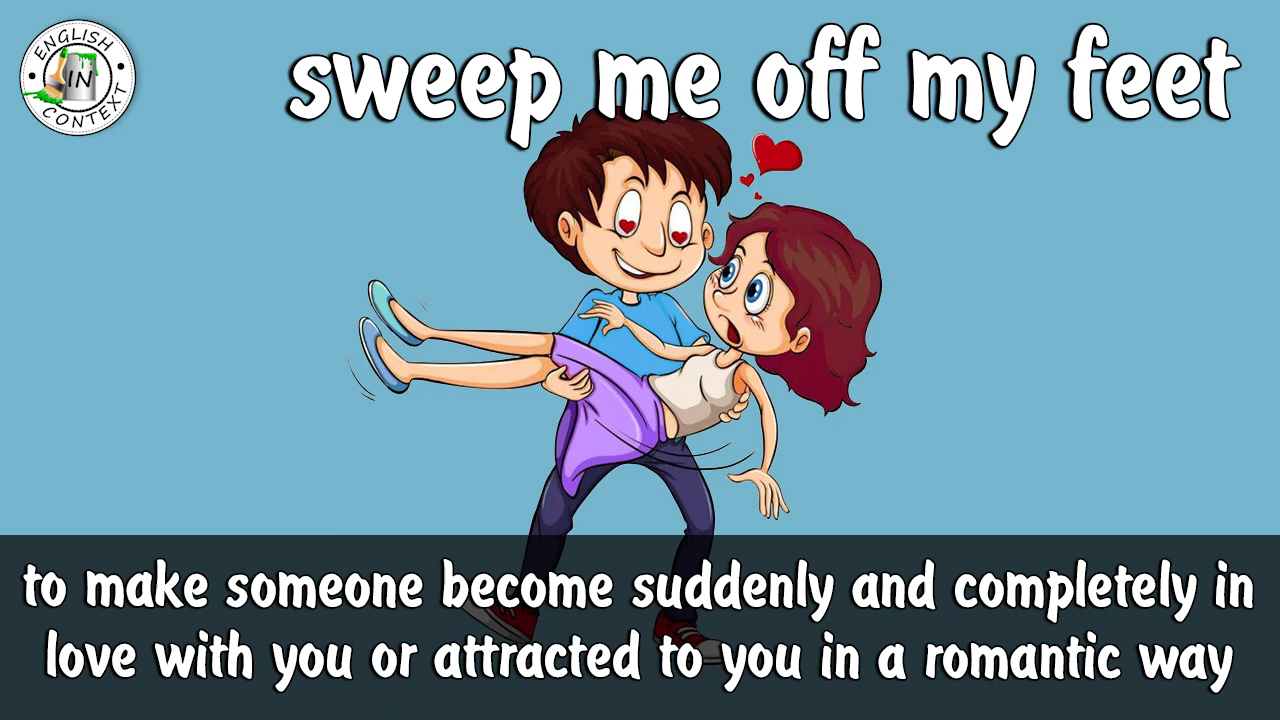 ENGLISH
IN
CONTEXT
sweep me off my feet
to make someone become suddenly and completely in
love with you or attracted to you in a romantic way